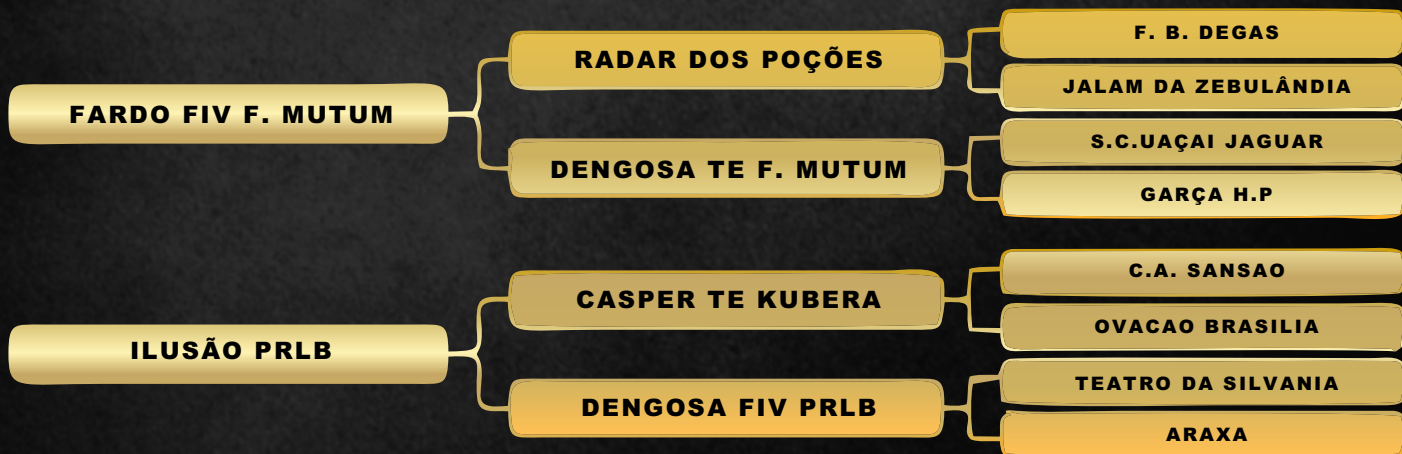 FARDO FIV F. MUTUM
RADAR DOS POÇÕES
F. B. DEGAS
JALAM DA ZEBULÂNDIA
DENGOSA TE F. MUTUM
S.C.UAÇAI JAGUAR
GARÇA H.P
ILUSÃO PRLB
CASPER TE KUBERA
C.A. SANSAO
OVACAO BRASILIA
DENGOSA FIV PRLB
TEATRO DA SILVANIA
ARAXA